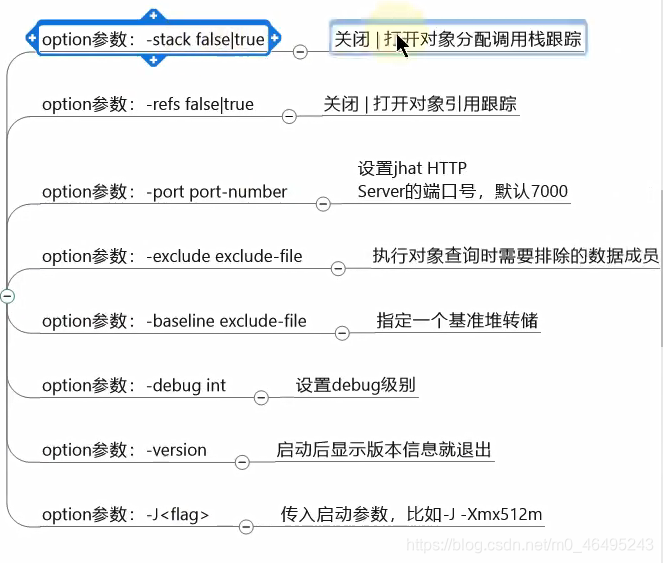 option参数：-stack false|true
关闭 | 打开对象分配调用栈跟踪
option参数：-refs false|true
关闭 | 打开对象引用跟踪
option参数：-port port-number
设置jhat HTTP
Server的端口号，默认7000
option参数：-exclude exclude-file
执行对象查询时需要排除的数据成员
option参数：-baseline exclude-file
指定一个基准堆转储
option参数：-debug int
设置debug级别
option参数：-version
启动后显示版本信息就退出
option参数：-J<flag>
传入启动参数，比如-J -Xmx512m
https://blog.csdn.net/m0_46495243